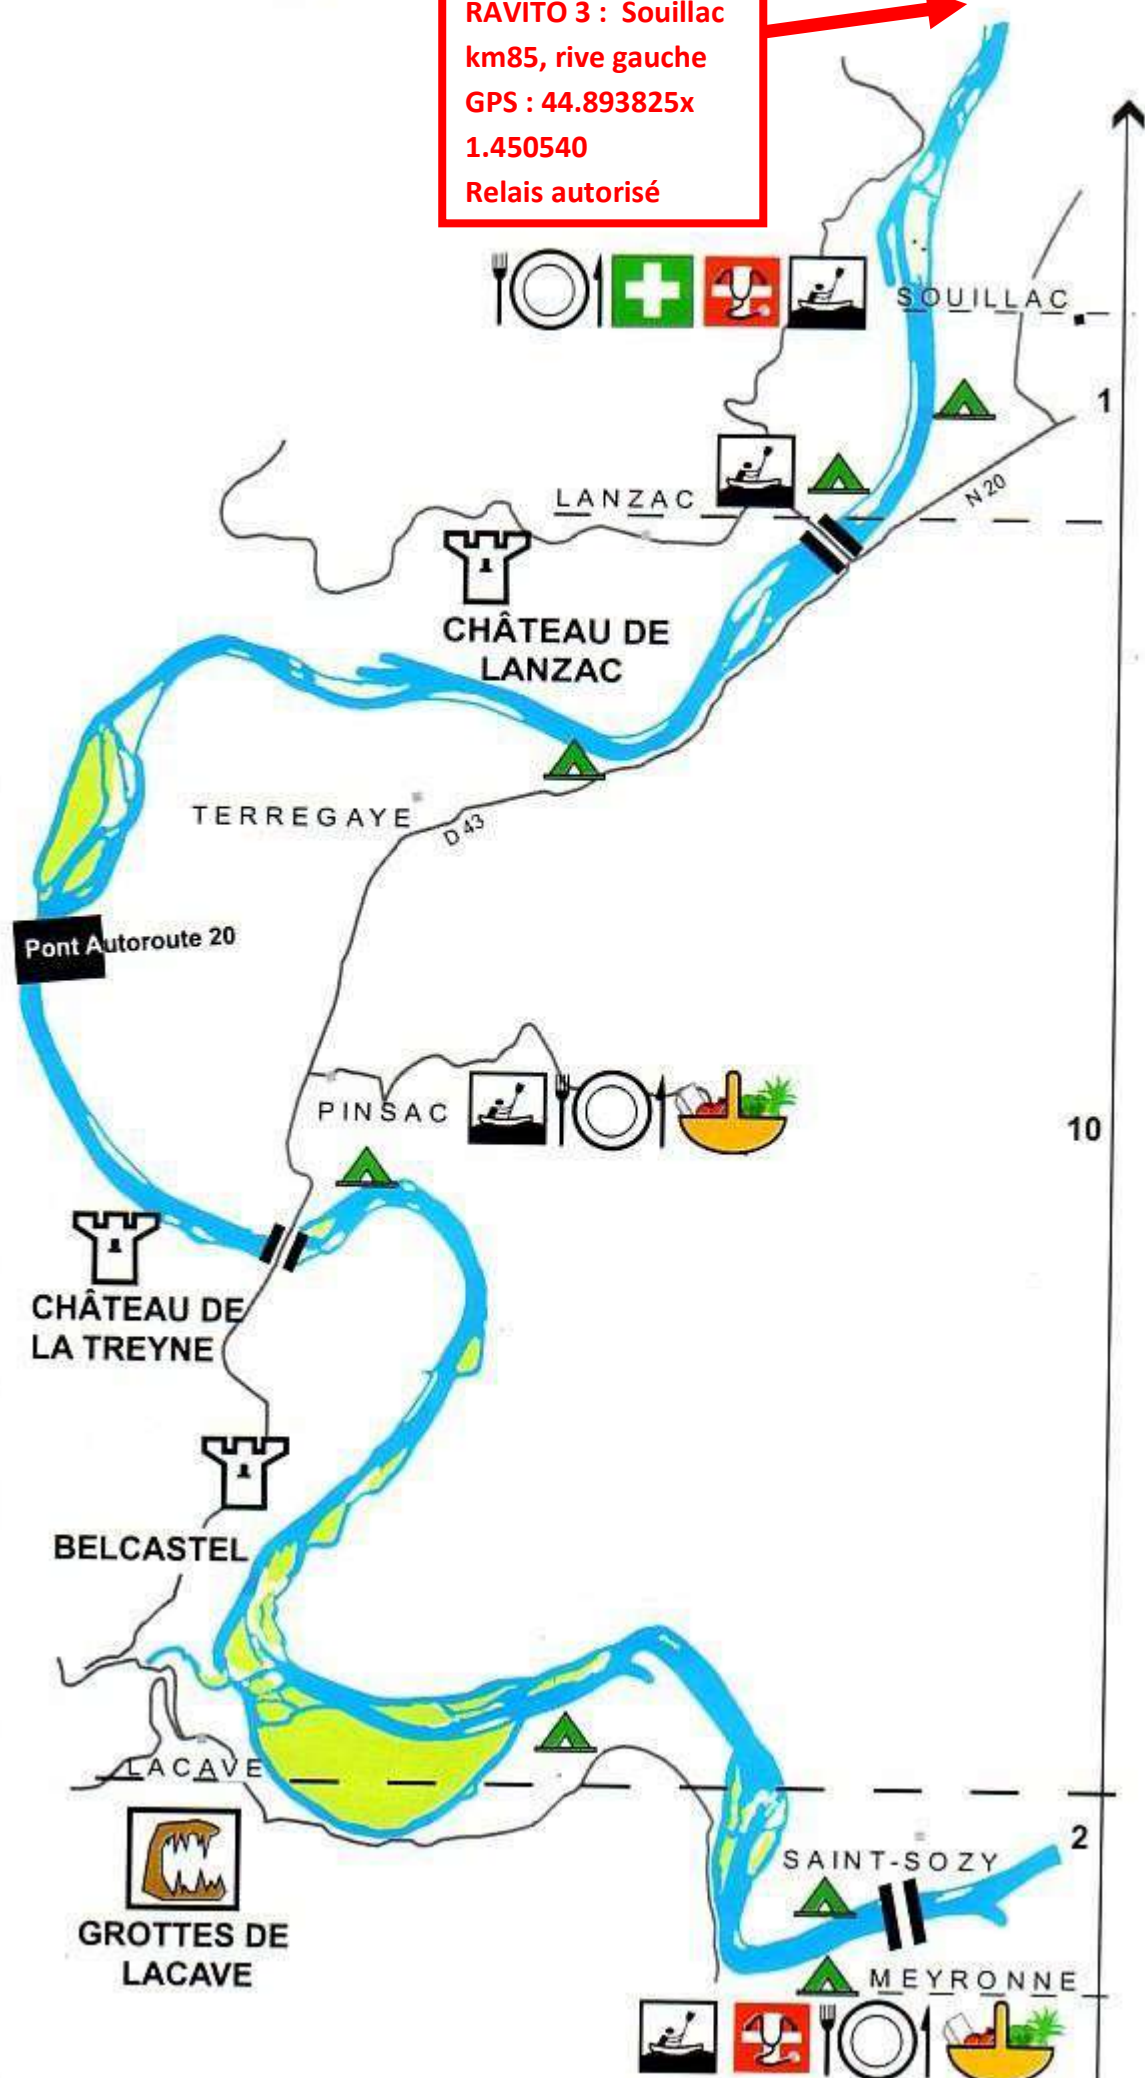 RAVITO 3 : Souillac
km85, rive gauche
GPS : 44.893825x
1.450540
Relais autorisé
SOUILLAC
1
LANZAC
N 20
CHÂTEAU DE
LANZAC
TERREGAYE
D 43
Pont Autoroute 20
PINSAC
10
CHÂTEAU DE
LA TREYNE
BELCASTEL
LACAVE
2
SAINT-SOZY
GROTTES DE
LACAVE
MEYRONNE